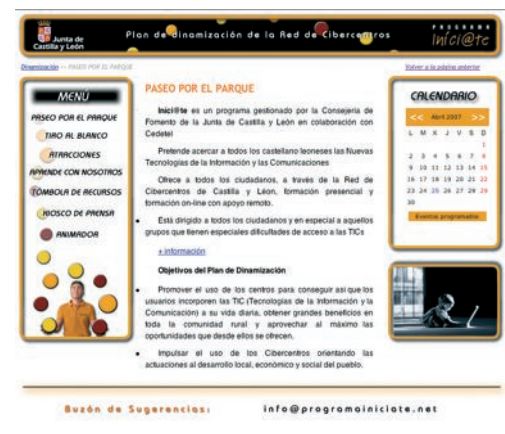 Junta de
Castilla y León
Plan de dinamización de la Red de Cibercentros
PROGRAMA
Iníci@te
Dinamización -- PASEO POR EL PARQUE
Volver a la página anterior
MENÚ
PASEO POR EL PARQUE
TIRO AL BLANCO
ATRACCIONES
APRENDE CON NOSOTROS
TÓMBOLA DE RECURSOS
KIOSCO DE PRENSA
ANIMADOR
PASEO POR EL PARQUE
Inici@te es un programa gestionado por la Consejería de
Fomento de la Junta de Castilla y León en colaboración con
Cedetel
Pretende acercar a todos los castellano leoneses las Nuevas
Tecnologías de la Información y las Comunicaciones
Ofrece a todos los ciudadanos, a través de la Red de
Cibercentros de Castilla y León, formación presencial y
formación on-line con apoyo remoto.
Está dirigido a todos los ciudadanos y en especial a aquellos
grupos que tienen especiales dificultades de acceso a las TICs
+ información
Objetivos del Plan de Dinamización
Promover el uso de los centros para conseguir así que los
usuarios incorporen las TIC (Tecnologías de la Información y la
Comunicación) a su vida diaria, obtener grandes beneficios en
toda la comunidad rural y aprovechar al máximo las
oportunidades que desde ellos se ofrecen.
Impulsar el uso de los Cibercentros orientando las
actuaciones al desarrollo local, económico y social del pueblo.
CALENDARIO
<< Abril 2007 >>
L M X J V S D
1
2 3 4 5 6 7 8
9 10 11 12 13 14 15
16 17 18 19 20 21 22
23 24 25 26 27 28 29
30
Eventos programados
Buzón de Sugerencias: info@programainiciate.net